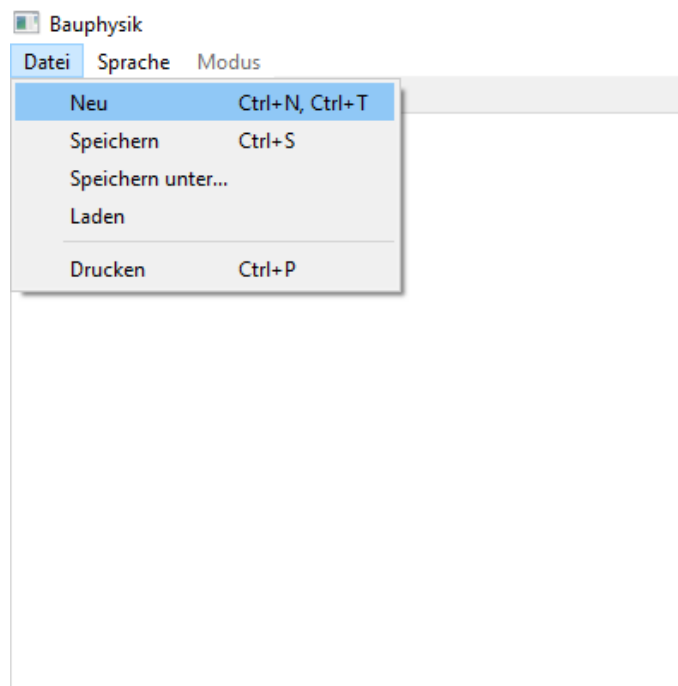 Bauphysik
Datei Sprache Modus
Neu Ctrl+N, Ctrl+T
Speichern Ctrl+S
Speichern unter...
Laden
Drucken Ctrl+P